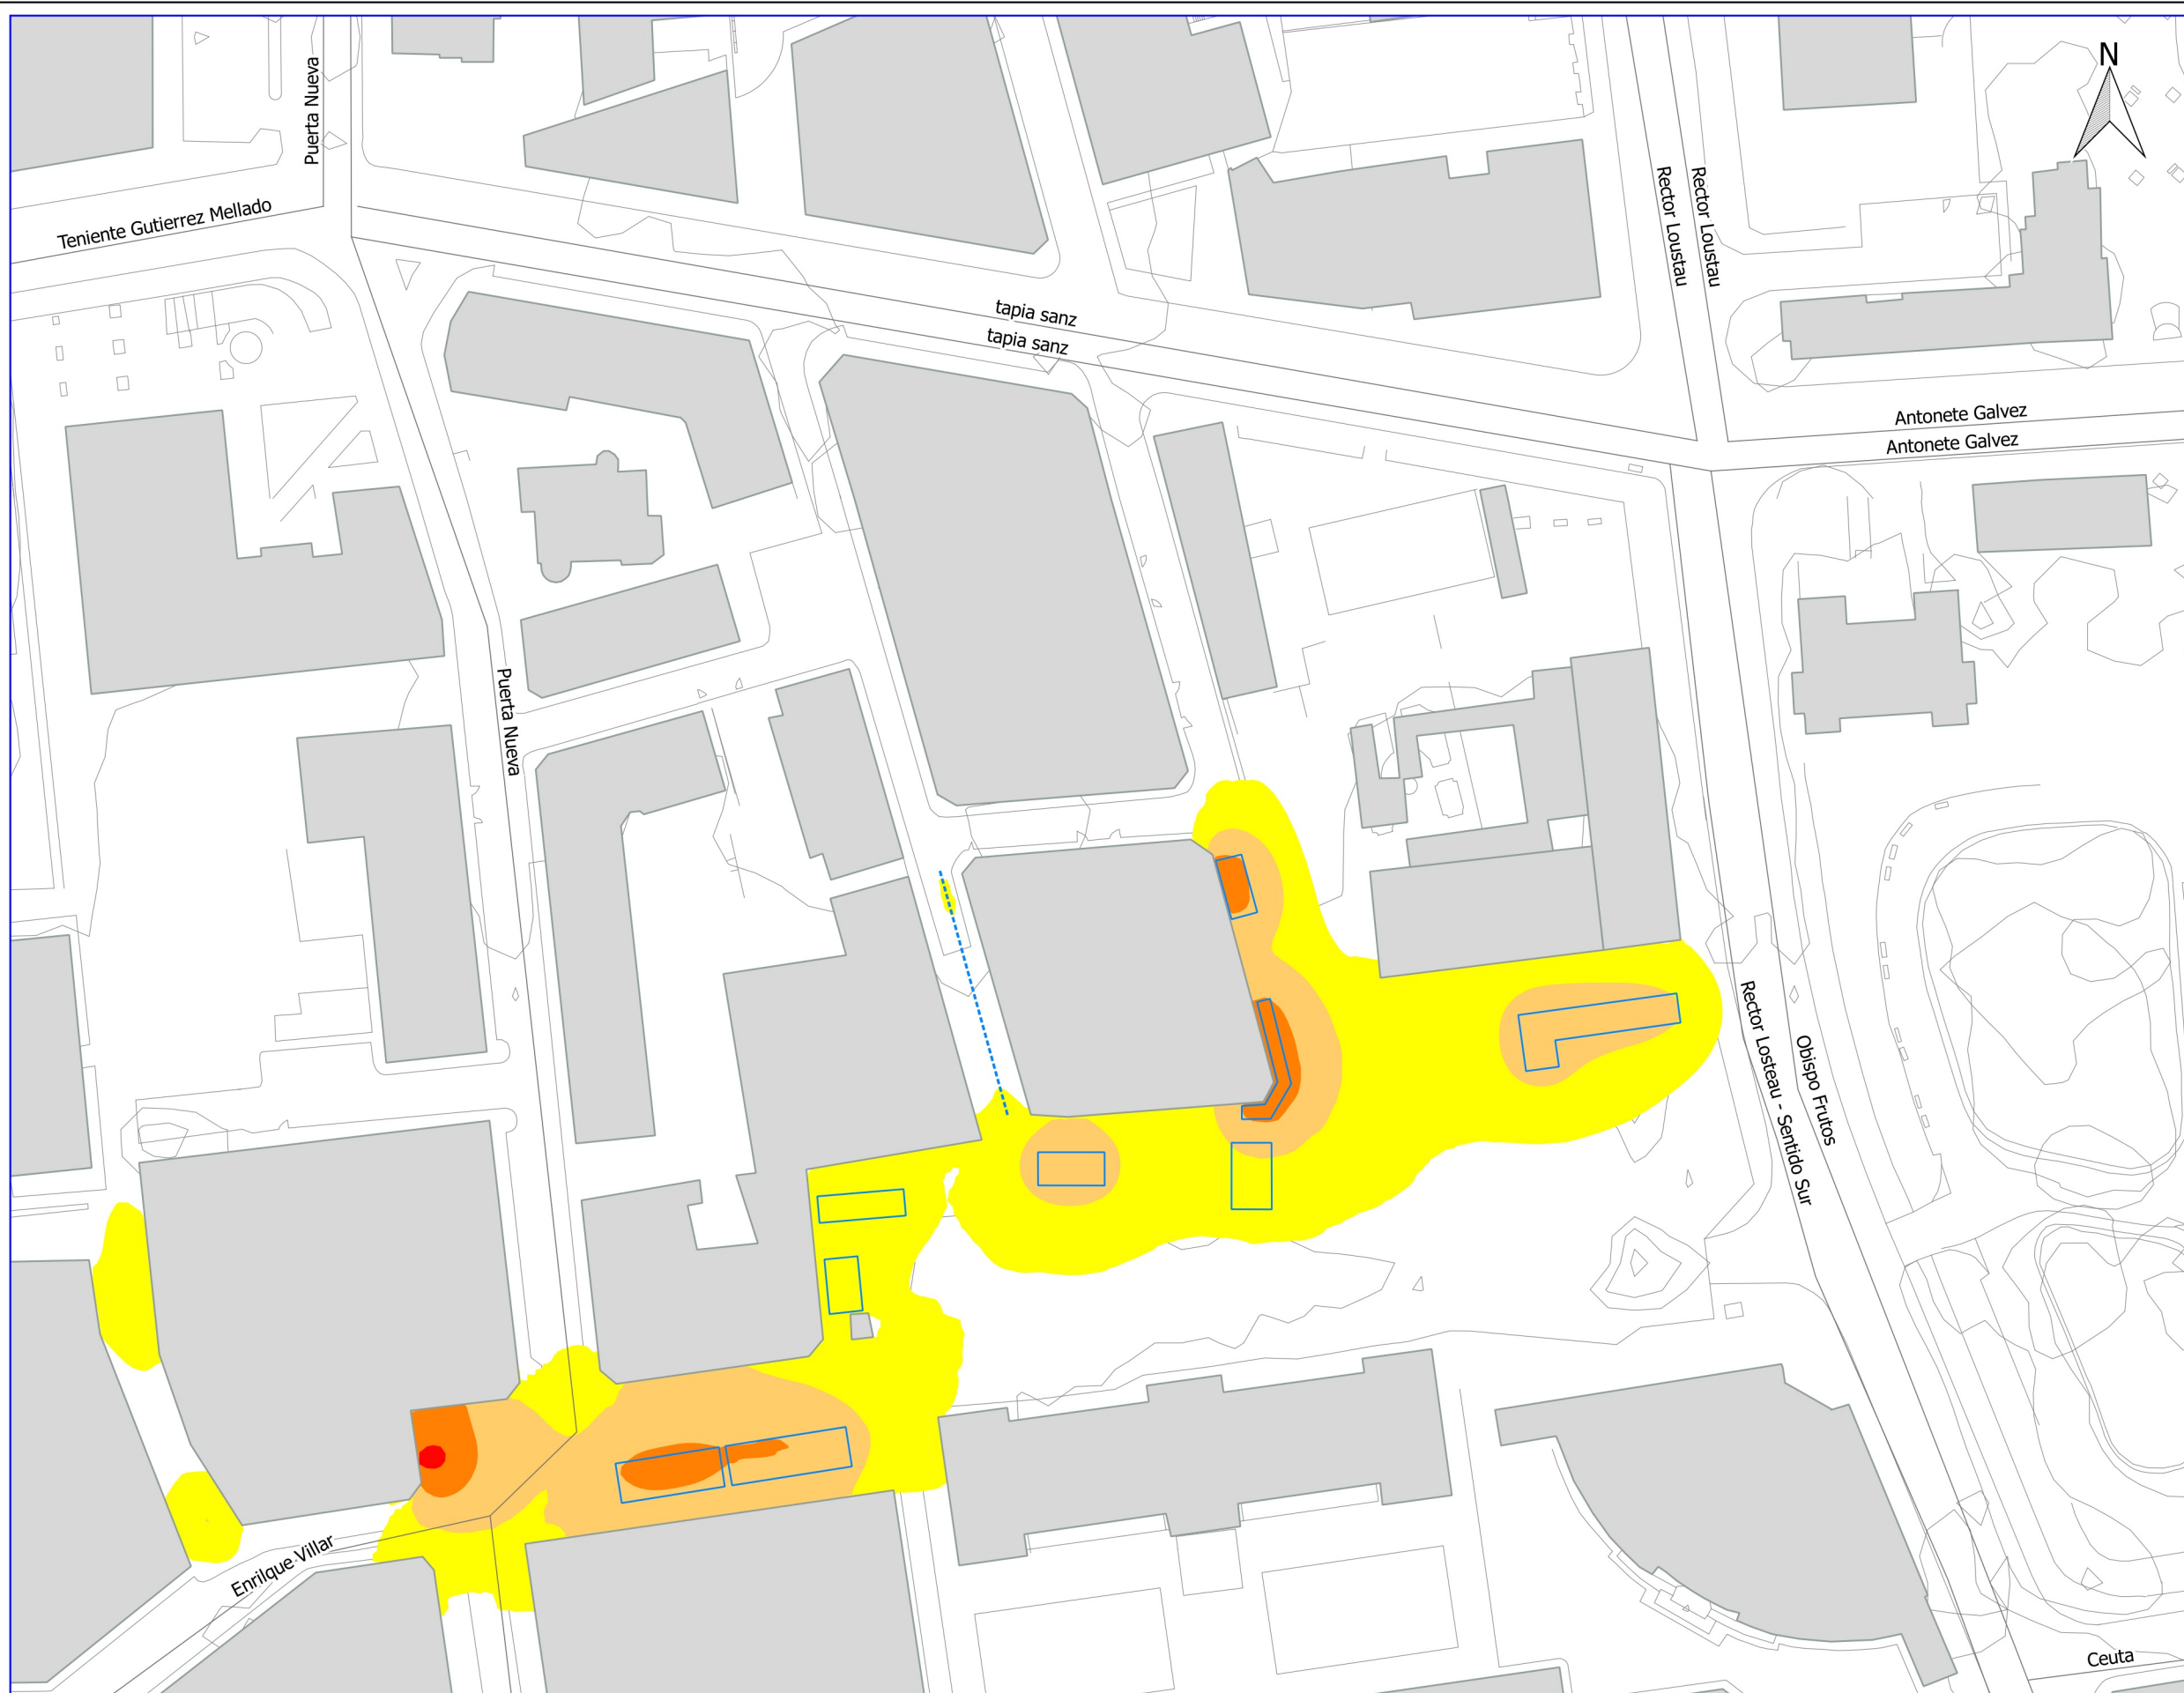 N
Puerta Nueva
Teniente Gutierrez Mellado
Rector Loustau
Rector Loustau
tapia sanz
tapia sanz
Antonete Galvez
Antonete Galvez
Puerta Nueva
Rector Losteau - Sentido Sur
Obispo Frutos
Enrilque Villar
Ceuta